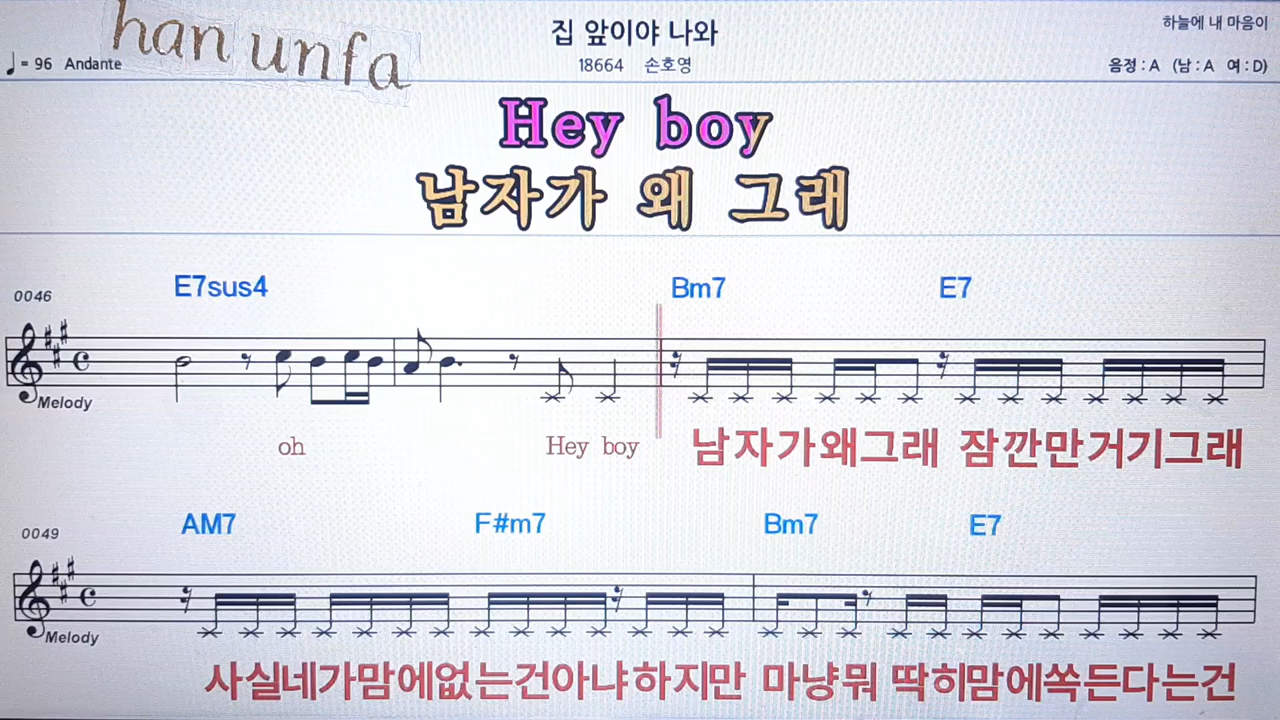 han unfa
집 앞이야 나와
하늘에 내 마음이
♩= 96 Andante
18664 손호영
음정 : A (남 : A 여 : D)
Hey boy
남자가 왜 그래
E7sus4 Bm7 E7
0046
Melody
oh Hey boy 남자가왜그래 잠깐만거기그래
AM7 F#m7 Bm7 E7
0049
Melody
사실네가맘에없는건아냐하지만 마냥뭐 딱히맘에쏙든다는건